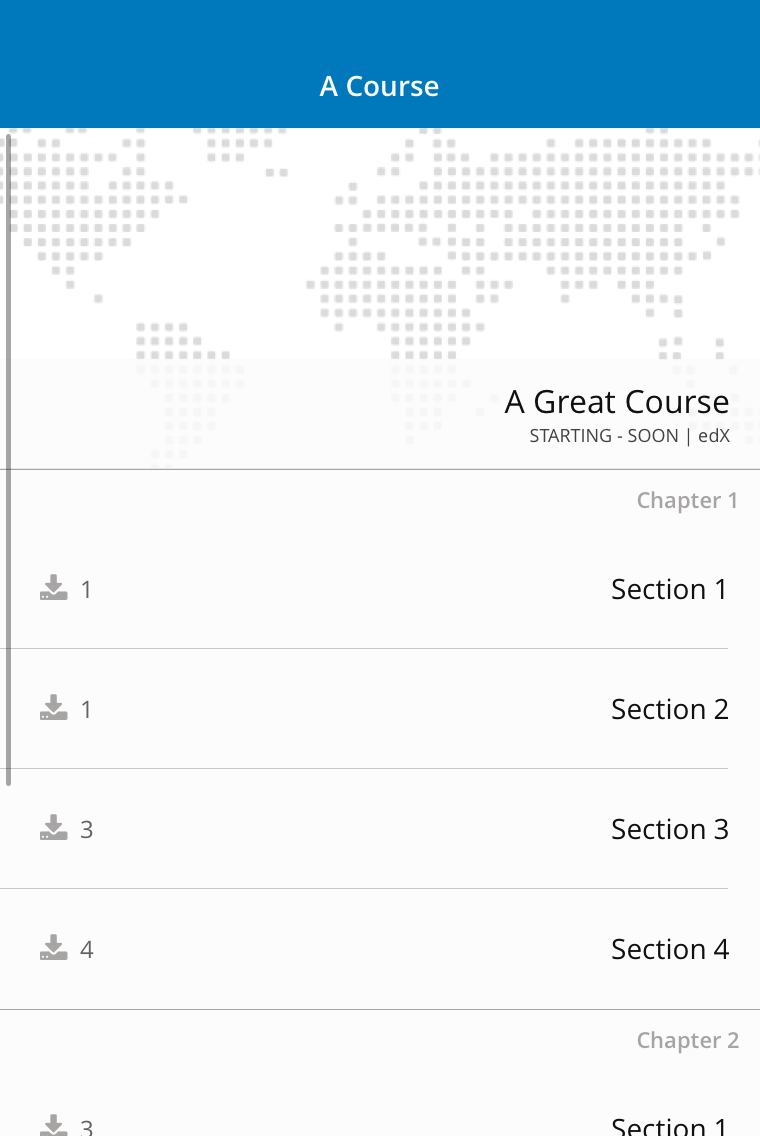 A Course
A Great Course
STARTING - SOON | edX
Chapter 1
1 Section 1
1 Section 2
3 Section 3
4 Section 4
Chapter 2
3 Section 1